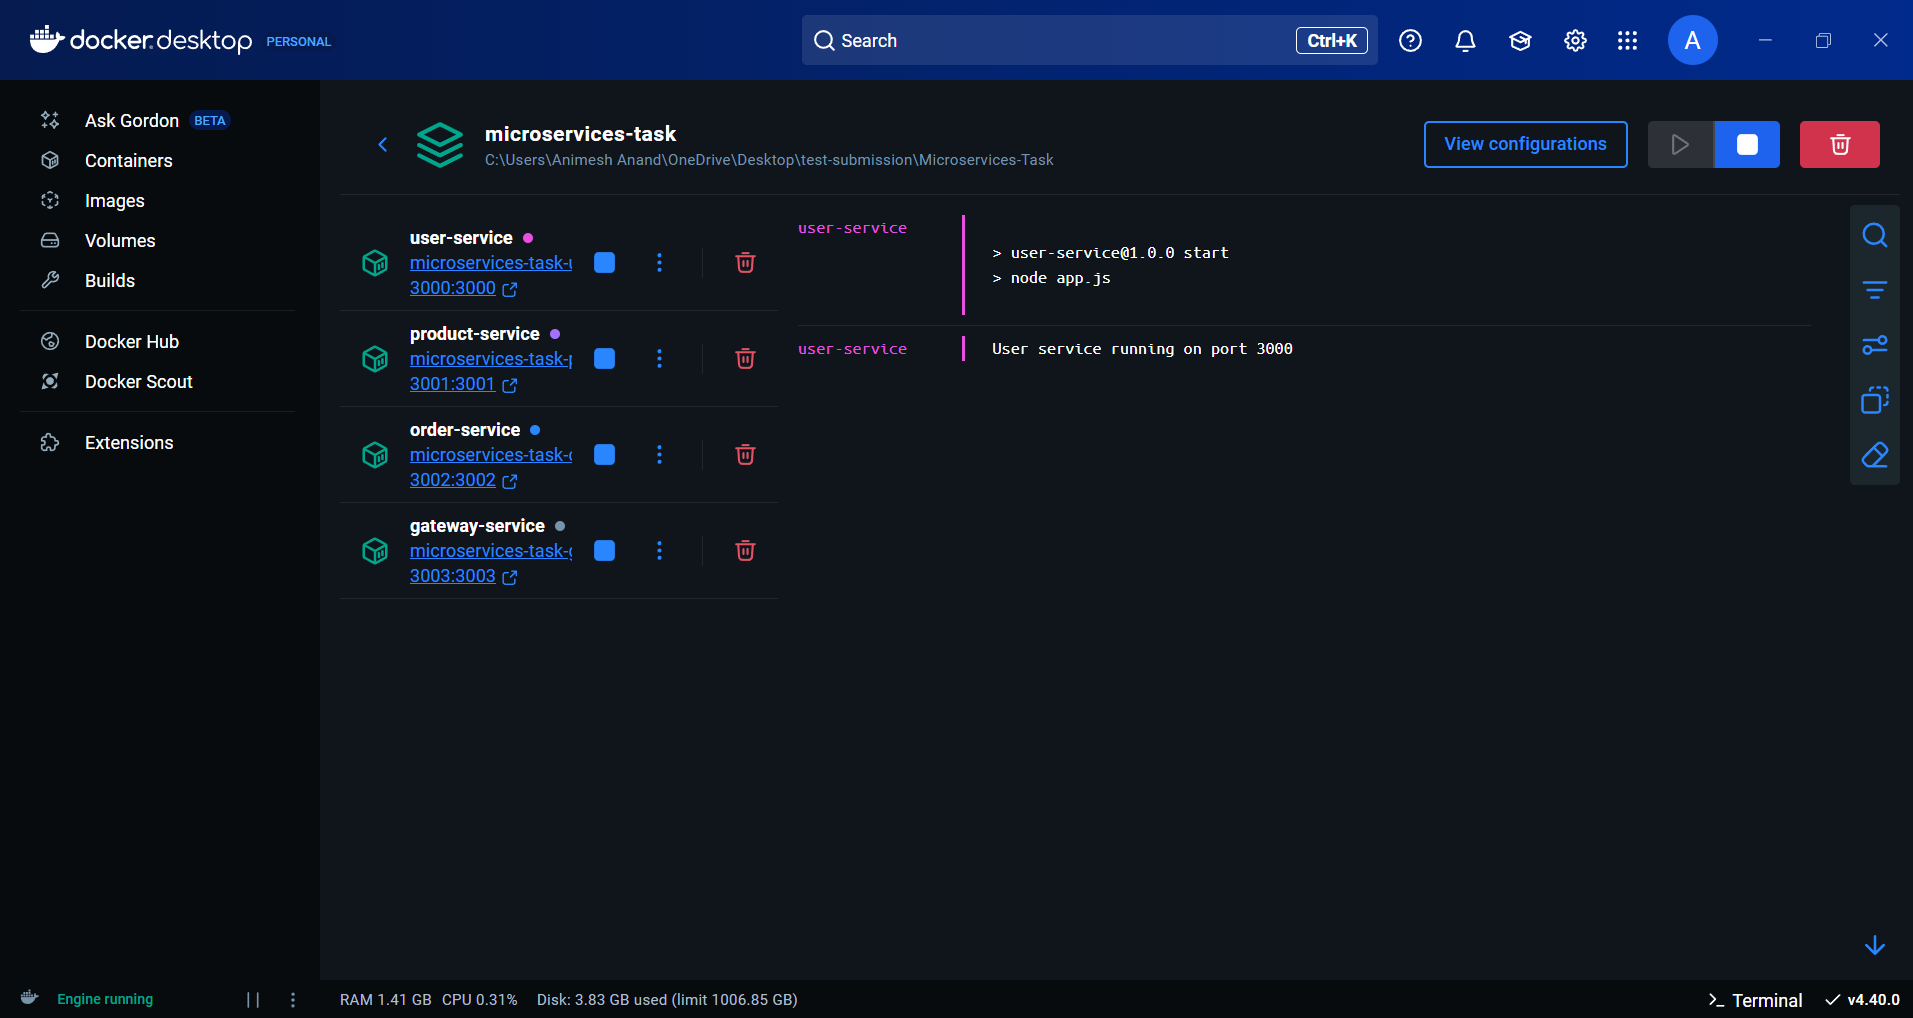 docker.desktop PERSONAL
Search
Ctrl+K
A
Ask Gordon BETA
Containers
Images
Volumes
Builds
Docker Hub
Docker Scout
Extensions
microservices-task
C:\Users\Animesh Anand\OneDrive\Desktop\test-submission\Microservices-Task
View configurations
user-service
microservices-task-u
3000:3000
product-service
microservices-task-p
3001:3001
order-service
microservices-task-o
3002:3002
gateway-service
microservices-task-g
3003:3003
user-service
> user-service@1.0.0 start
> node app.js
user-service
User service running on port 3000
Engine running
RAM 1.41 GB CPU 0.31% Disk: 3.83 GB used (limit 1006.85 GB)
>_ Terminal
v4.40.0